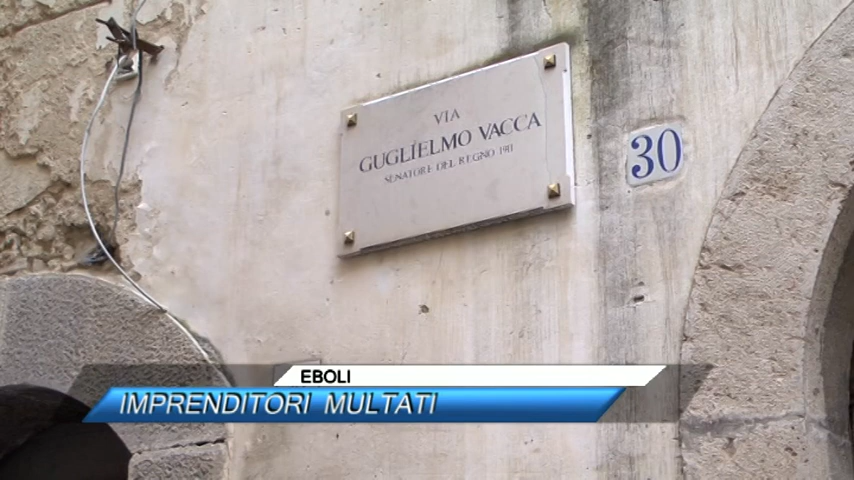 VIA
GUGLIELMO VACCA
SENATORE DEL REGNO 1911
30
EBOLI
IMPRENDITORI MULTATI